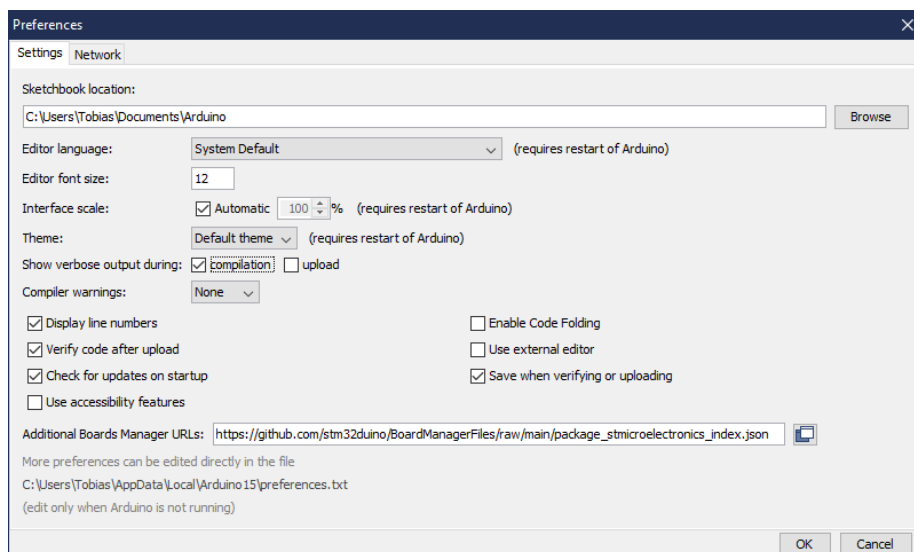 Preferences
Settings Network
Sketchbook location:
C:\Users\Tobias\Documents\Arduino Browse
Editor language: System Default (requires restart of Arduino)
Editor font size: 12
Interface scale: Automatic 100 % (requires restart of Arduino)
Theme: Default theme (requires restart of Arduino)
Show verbose output during: compilation upload
Compiler warnings: None
Display line numbers Enable Code Folding
Verify code after upload Use external editor
Check for updates on startup Save when verifying or uploading
Use accessibility features
Additional Boards Manager URLs: https://github.com/stm32duino/BoardManagerFiles/raw/main/package_stmicroelectronics_index.json
More preferences can be edited directly in the file
C:\Users\Tobias\AppData\Local\Arduino15\preferences.txt
(edit only when Arduino is not running)
OK Cancel